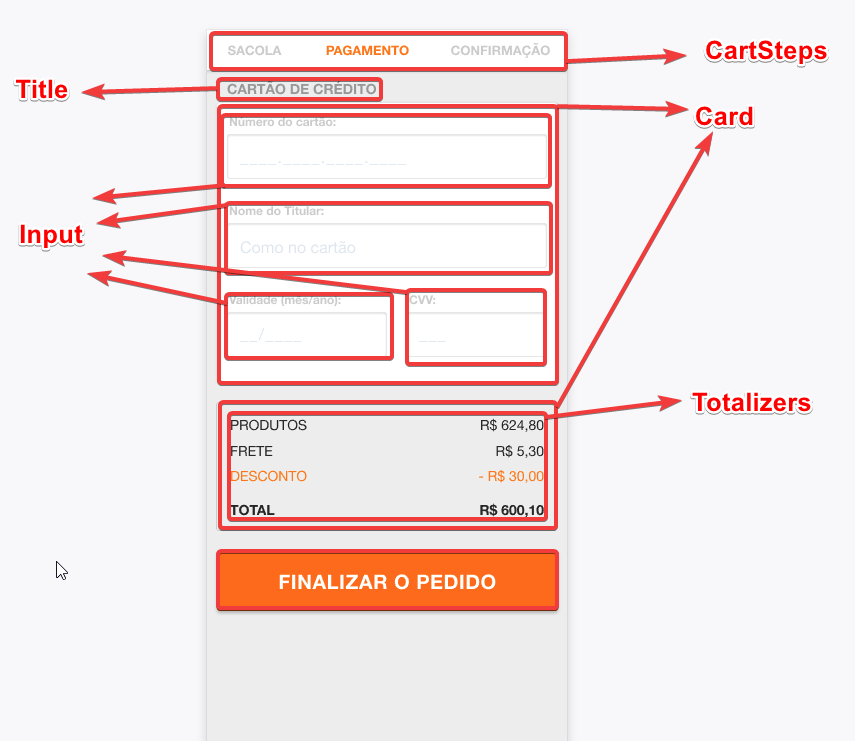 SACOLA PAGAMENTO CONFIRMAÇÃO
CartSteps
Title
CARTÃO DE CRÉDITO
Card
Número do cartão:
____.____.____.____
Input
Nome do Titular:
Como no cartão
Validade (mês/ano): CVV:
__/____ ___
Totalizers
PRODUTOS R$ 624,80
FRETE R$ 5,30
DESCONTO - R$ 30,00
TOTAL R$ 600,10
FINALIZAR O PEDIDO